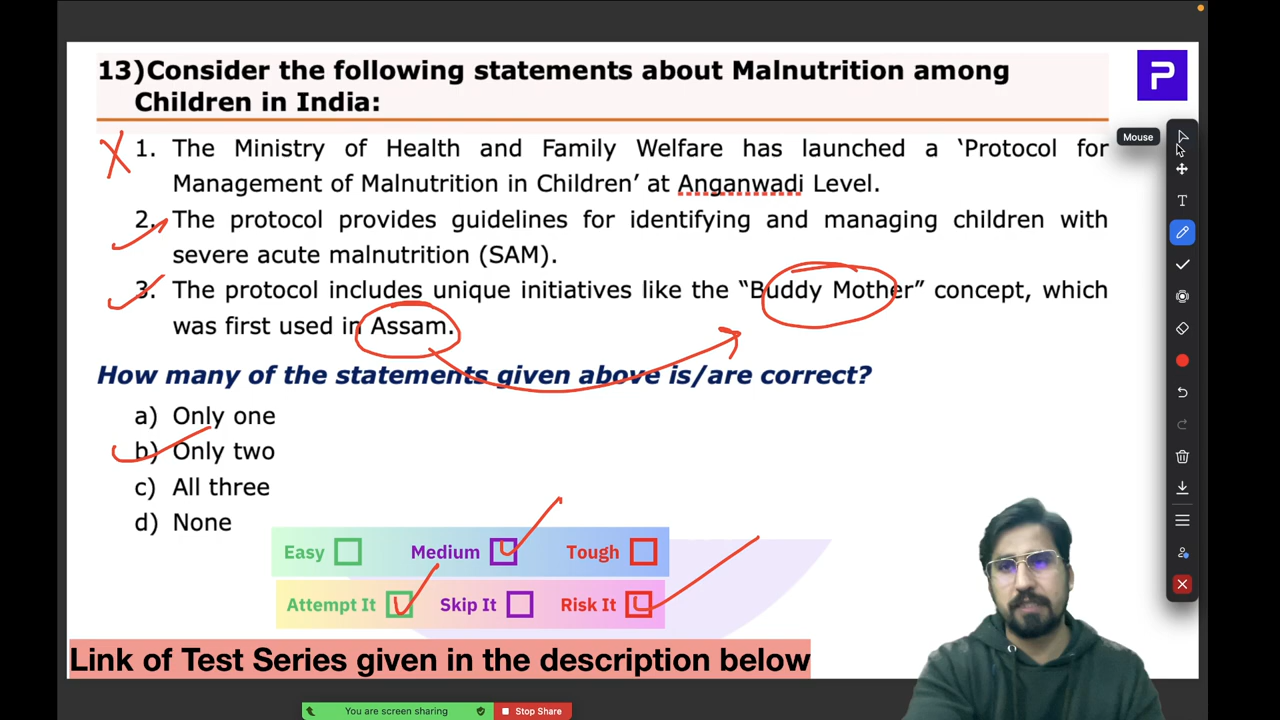 13)Consider the following statements about Malnutrition among
Children in India:
1. The Ministry of Health and Family Welfare has launched a ‘Protocol for
Management of Malnutrition in Children’ at Anganwadi Level.
2. The protocol provides guidelines for identifying and managing children with
severe acute malnutrition (SAM).
3. The protocol includes unique initiatives like the “Buddy Mother” concept, which
was first used in Assam.
How many of the statements given above is/are correct?
a) Only one
b) Only two
c) All three
d) None
Easy Medium Tough
Attempt It Skip It Risk It
Link of Test Series given in the description below
You are screen sharing Stop Share
Mouse
P
T